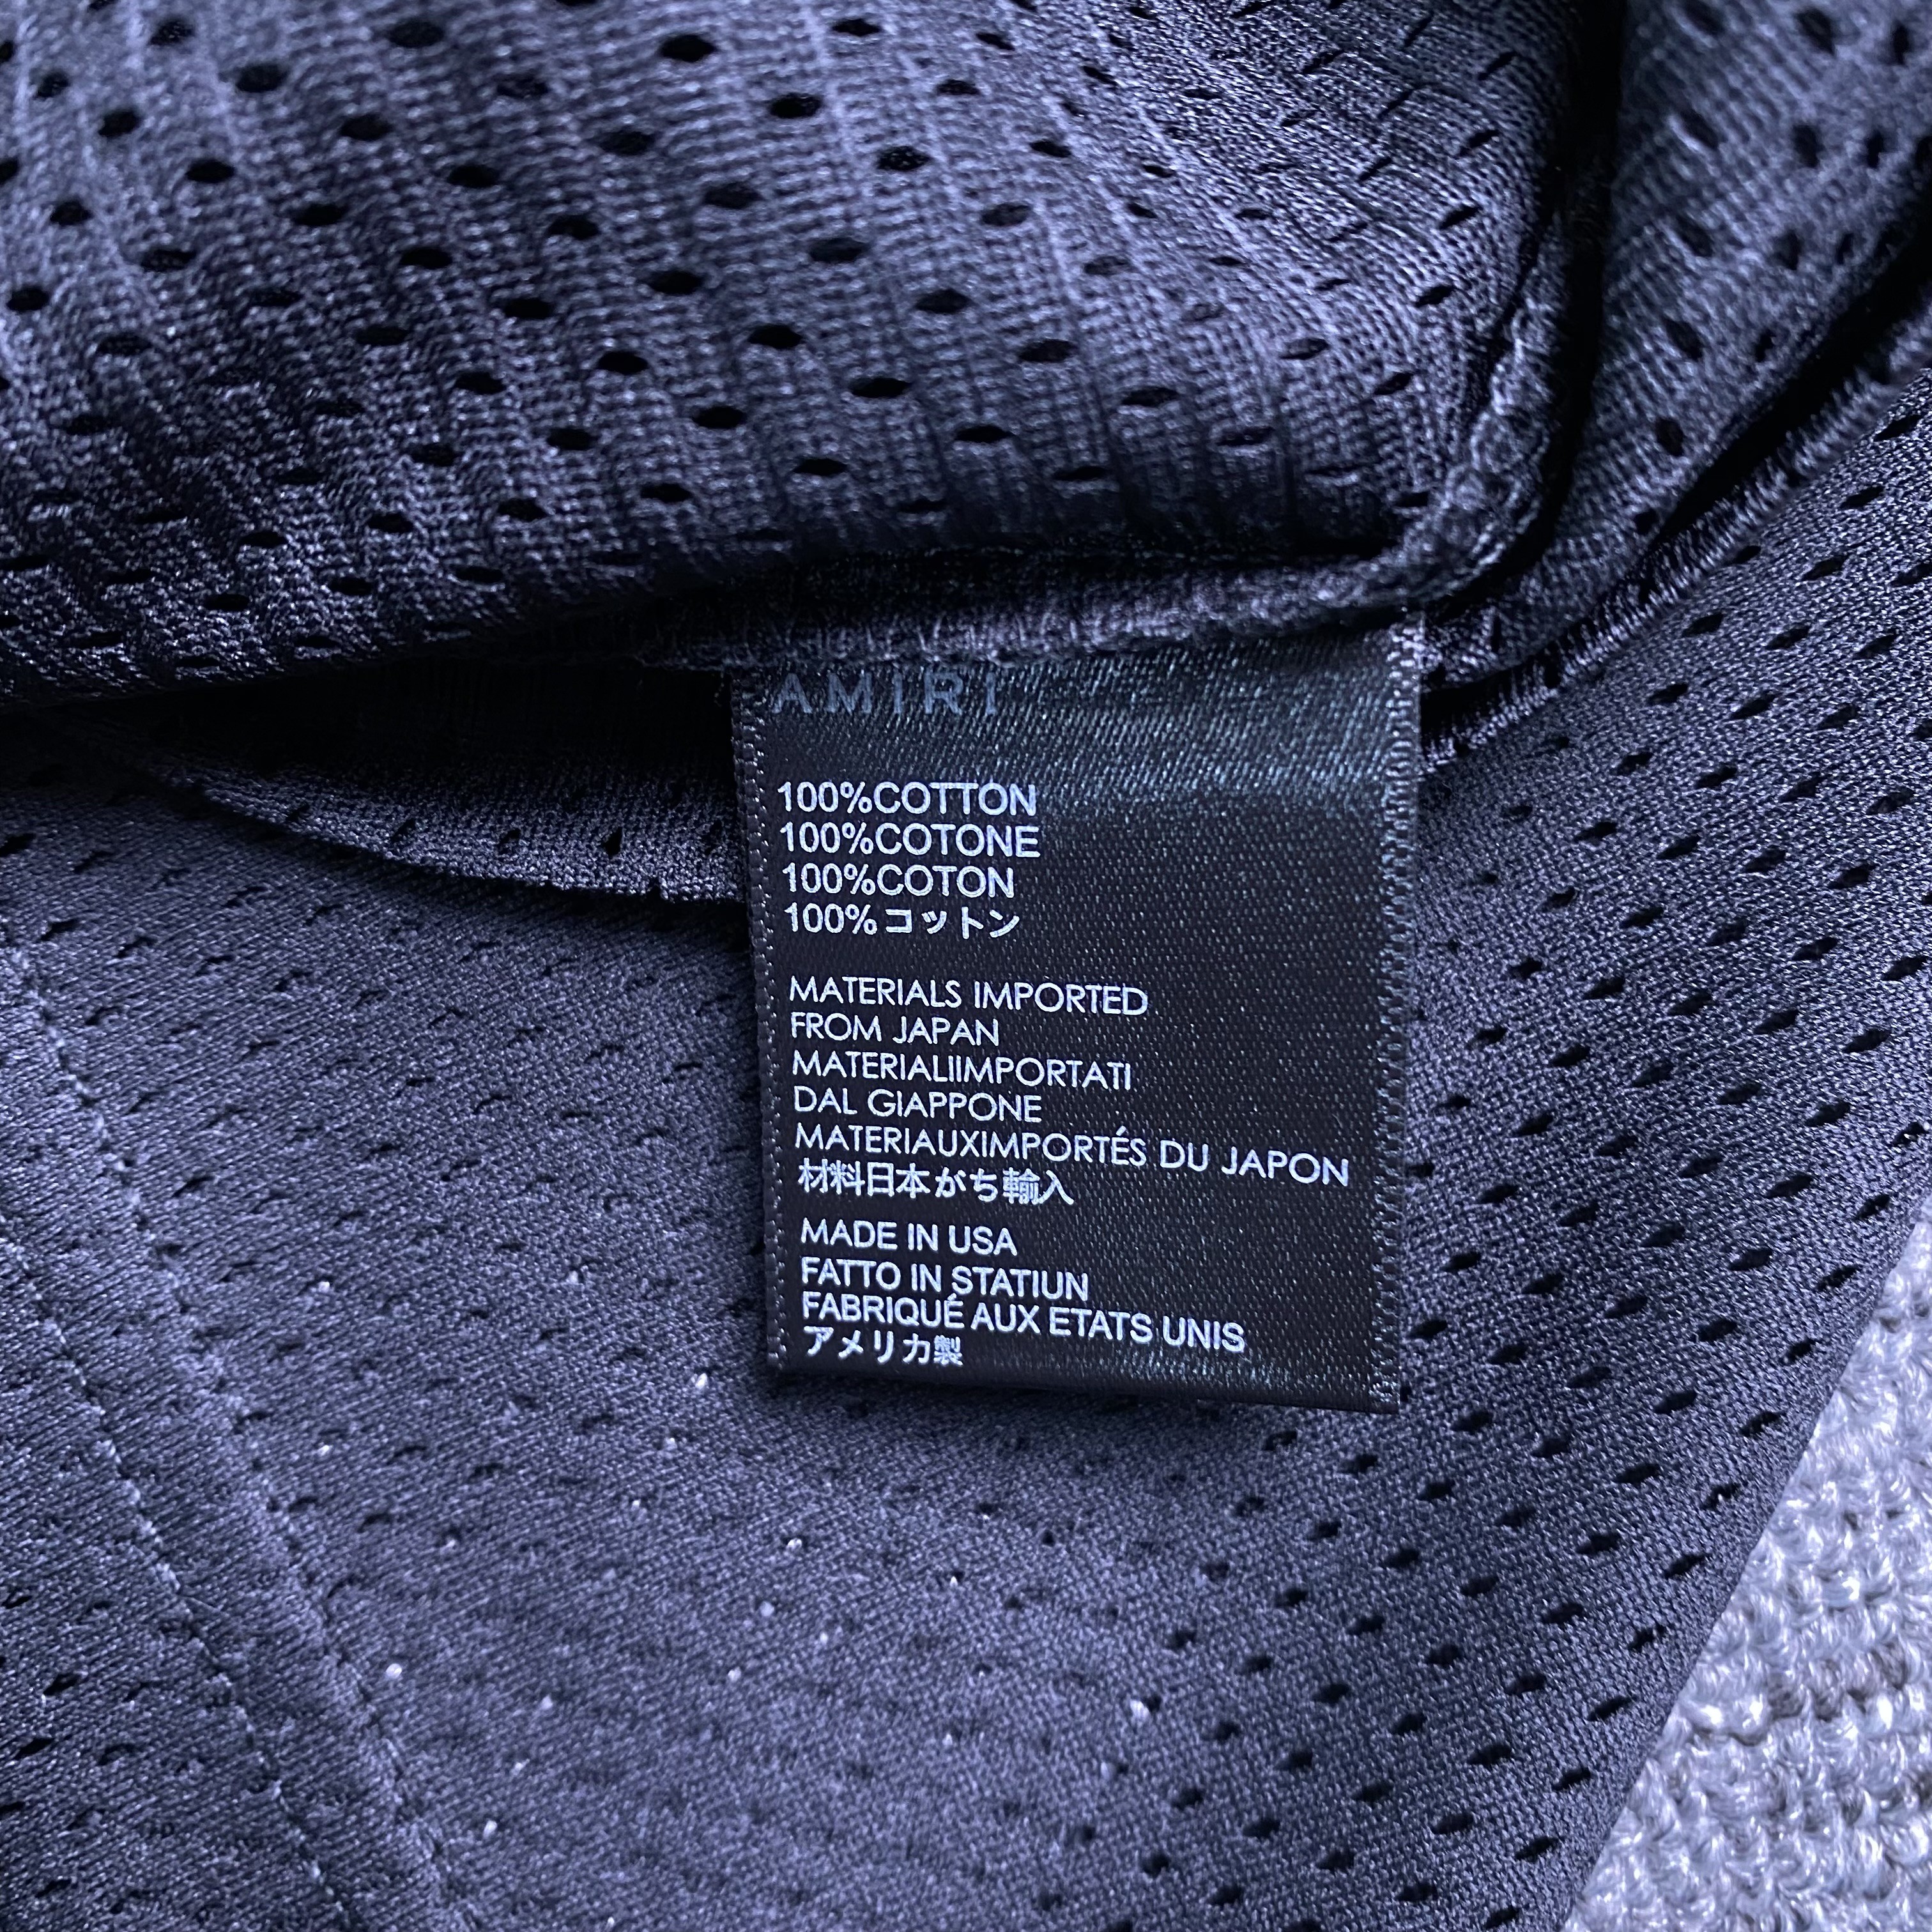 AMIRI
100%COTTON
100%COTONE
100%COTON
100%コットン
MATERIALS IMPORTED
FROM JAPAN
MATERIALIIMPORTATI
DAL GIAPPONE
MATERIAUXIMPORTÉS DU JAPON
材料日本がち輸入
MADE IN USA
FATTO IN STATIUN
FABRIQUÉ AUX ETATS UNIS
アメリカ製